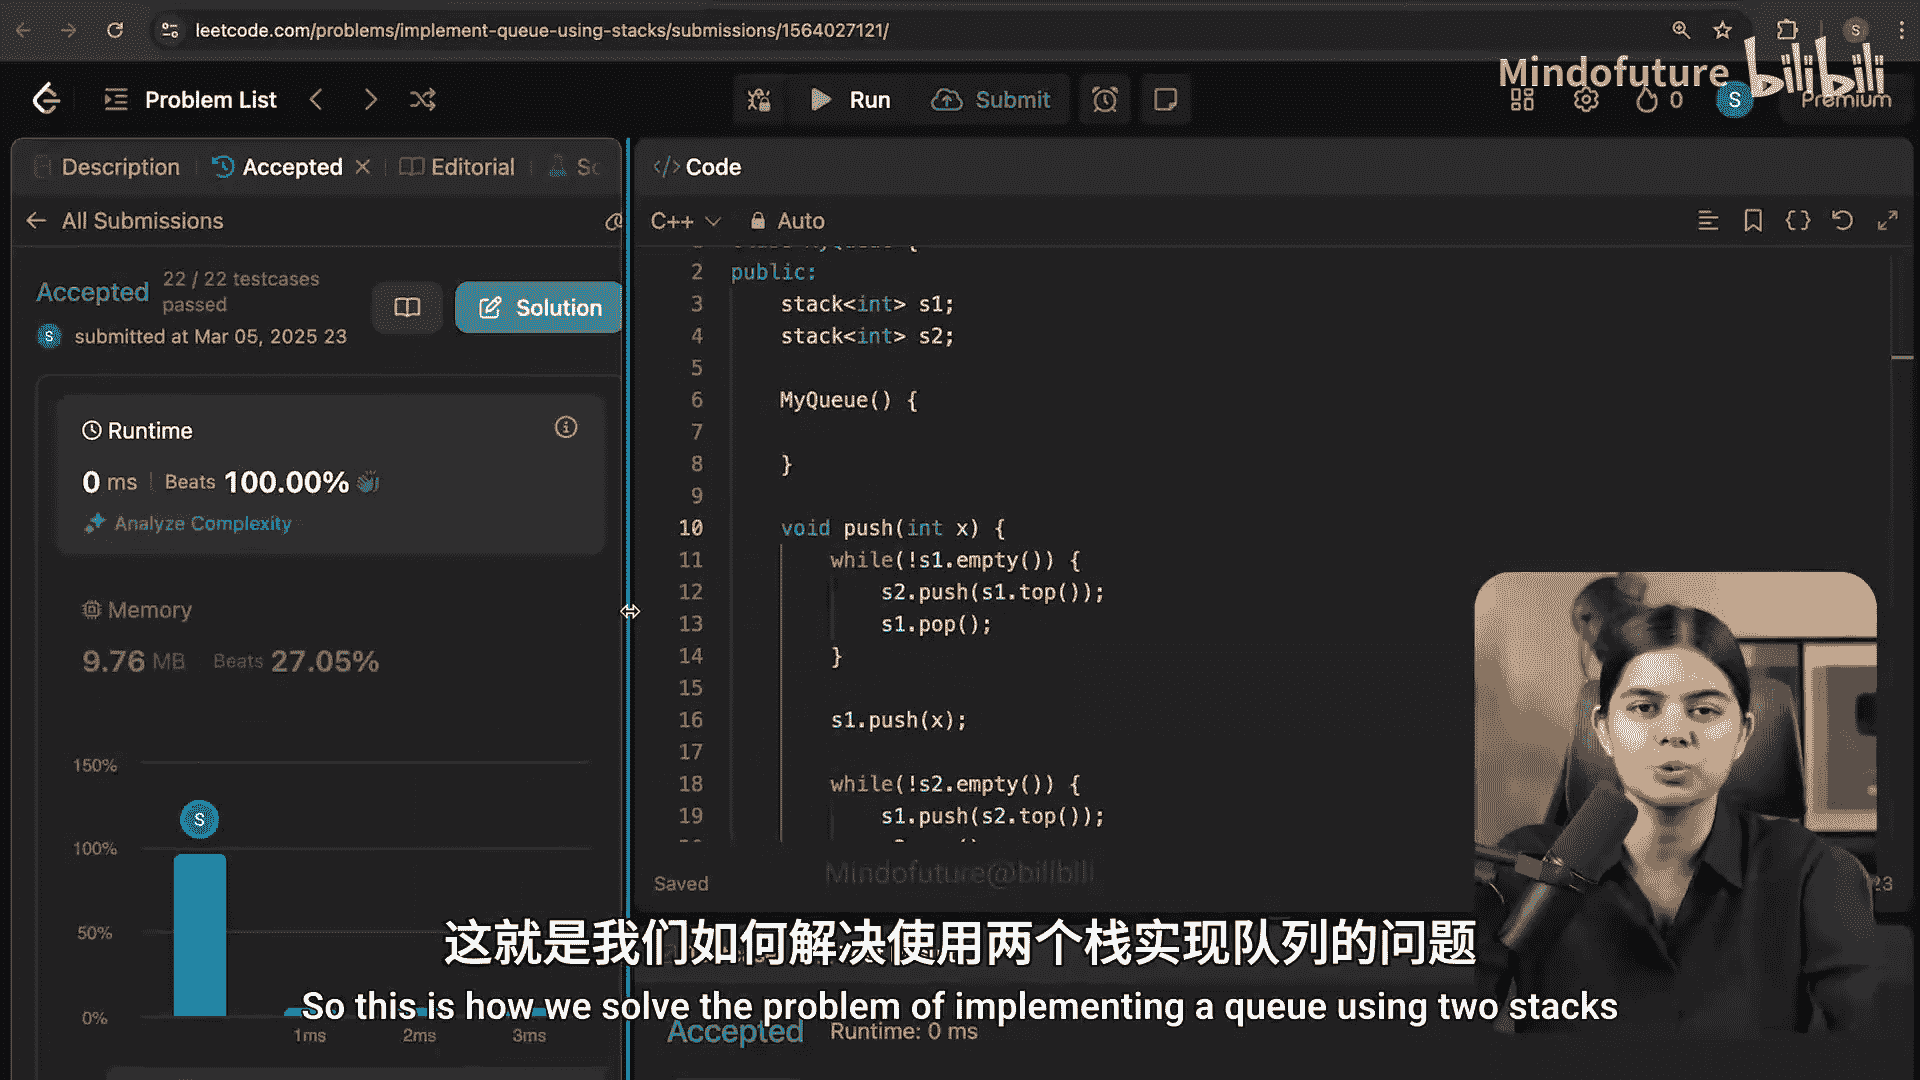 leetcode.com/problems/implement-queue-using-stacks/submissions/1564027121/
S
Mindofuture bilibili
Problem List
Run
Submit
0
S
Premium
Description
Accepted
Editorial
All Submissions
Accepted
22 / 22 testcases
passed
S submitted at Mar 05, 2025 23
Solution
Runtime
0 ms | Beats 100.00%
Analyze Complexity
Memory
9.76 MB Beats 27.05%
150%
100%
50%
0%
S
1ms
2ms
3ms
</> Code
C++
Auto
2 public:
3 stack<int> s1;
4 stack<int> s2;
5
6 MyQueue() {
7
8 }
9
10 void push(int x) {
11 while(!s1.empty()) {
12 s2.push(s1.top());
13 s1.pop();
14 }
15
16 s1.push(x);
17
18 while(!s2.empty()) {
19 s1.push(s2.top());
Saved
Mindofuture@bilibili
这就是我们如何解决使用两个栈实现队列的问题
So this is how we solve the problem of implementing a queue using two stacks
Accepted
Runtime: 0 ms